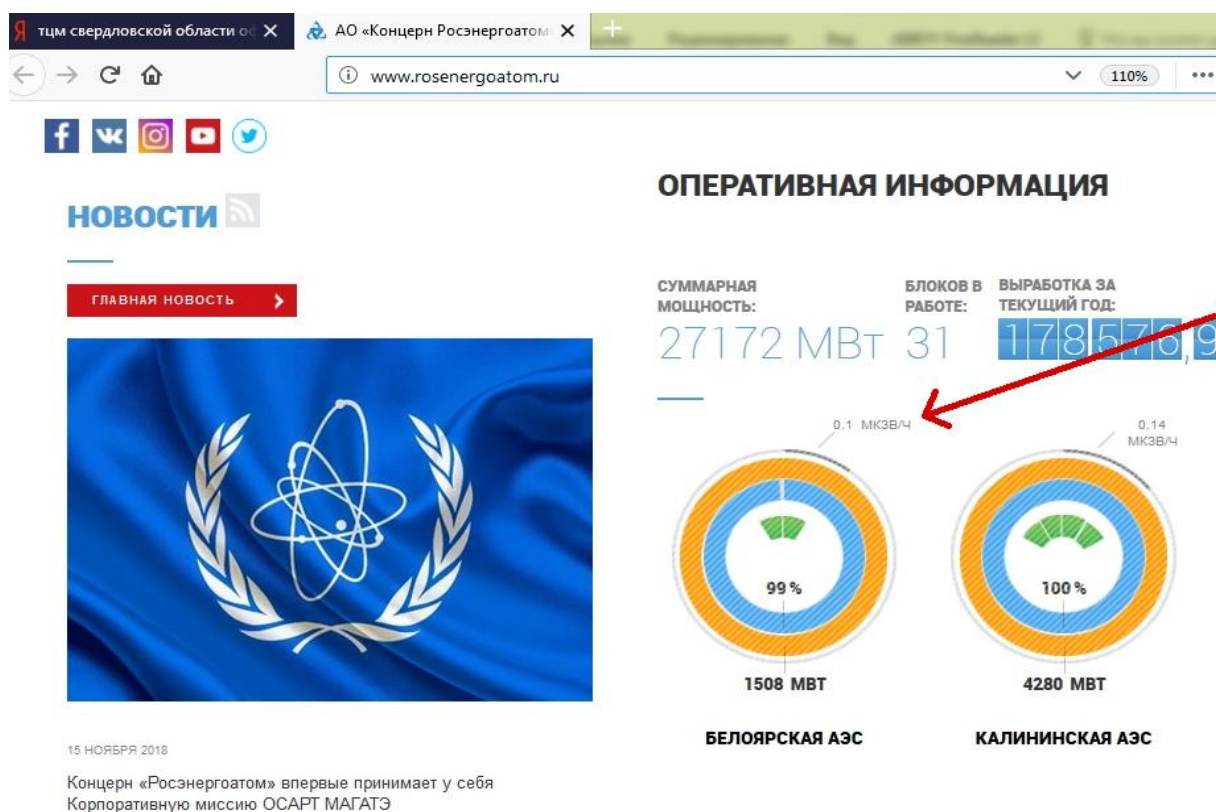 тцм свердловской области оф
АО «Концерн Росэнергоатом
www.rosenergoatom.ru
110%
НОВОСТИ
ГЛАВНАЯ НОВОСТЬ
15 НОЯБРЯ 2018
Концерн «Росэнергоатом» впервые принимает у себя
Корпоративную миссию ОСАРТ МАГАТЭ
ОПЕРАТИВНАЯ ИНФОРМАЦИЯ
СУММАРНАЯ
МОЩНОСТЬ:
27172 МВт
БЛОКОВ В
РАБОТЕ:
31
ВЫРАБОТКА ЗА
ТЕКУЩИЙ ГОД:
178576,9
0.1 МКЗВ/Ч
99 %
1508 МВТ
БЕЛОЯРСКАЯ АЭС
0.14
МКЗВ/Ч
100 %
4280 МВТ
КАЛИНИНСКАЯ АЭС